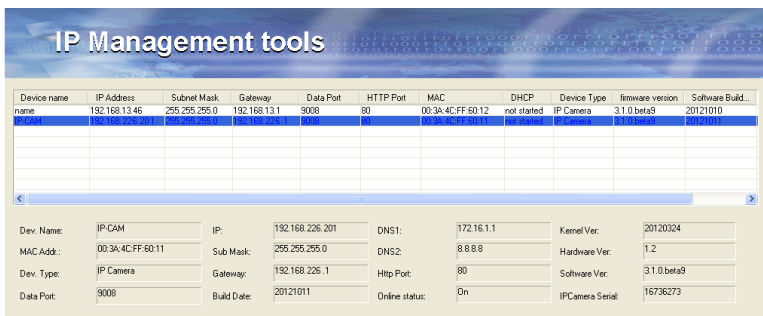 IP Management tools
Device name IP Address Subnet Mask Gateway Data Port HTTP Port MAC DHCP Device Type firmware version Software Build...
name 192.168.13.46 255.255.255.0 192.168.13.1 9008 80 00:3A:4C:FF:60:12 not started IP Camera 3.1.0.beta9 20121010
IP-CAM 192.168.226.201 255.255.255.0 192.168.226.1 9008 80 00:3A:4C:FF:60:11 not started IP Camera 3.1.0.beta9 20121011
Dev. Name: IP-CAM IP: 192.168.226.201 DNS1: 172.16.1.1 Kernel Ver: 20120324
MAC Addr.: 00:3A:4C:FF:60:11 Sub Mask: 255.255.255.0 DNS2: 8.8.8.8 Hardware Ver: 1.2
Dev. Type: IP Camera Gateway: 192.168.226 .1 Http Port: 80 Software Ver: 3.1.0.beta9
Data Port: 9008 Build Date: 20121011 Online status: On IPCamera Serial: 16736273